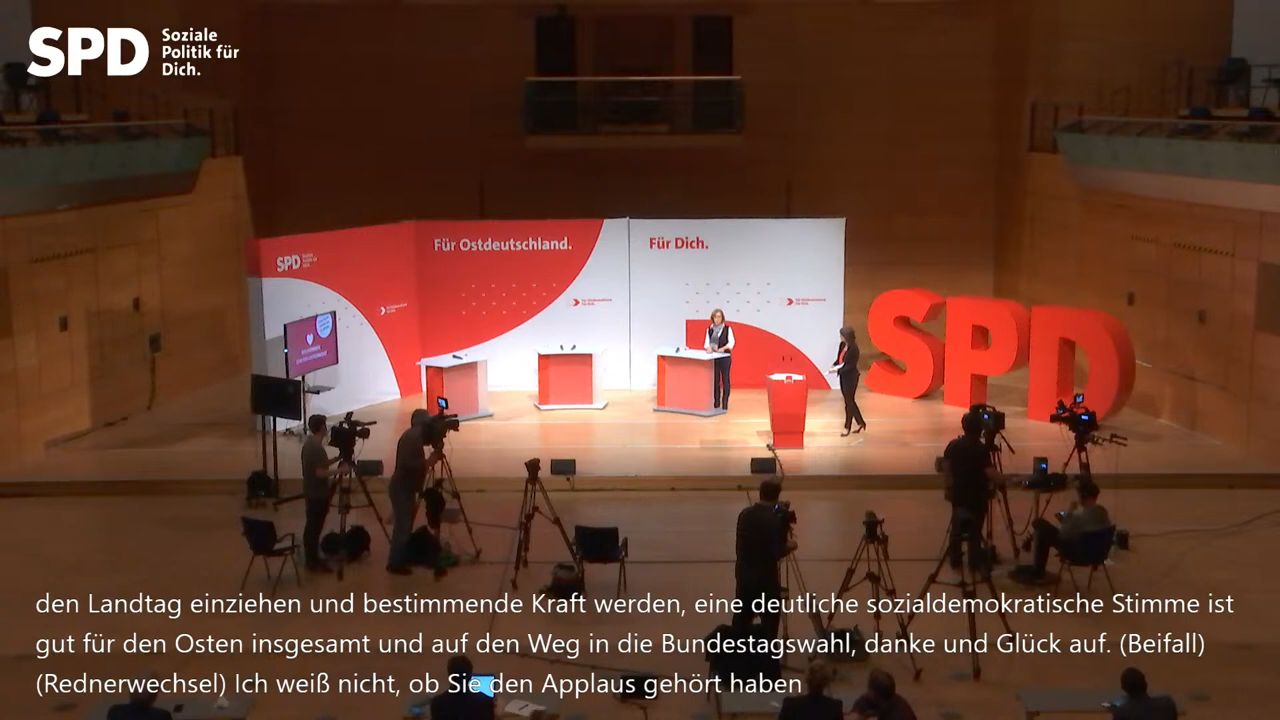 SPD
Soziale
Politik für
Dich.
SPD
Für Ostdeutschland.
Für Dich.
SPD
den Landtag einziehen und bestimmende Kraft werden, eine deutliche sozialdemokratische Stimme ist
gut für den Osten insgesamt und auf den Weg in die Bundestagswahl, danke und Glück auf. (Beifall)
(Rednerwechsel) Ich weiß nicht, ob Sie den Applaus gehört haben